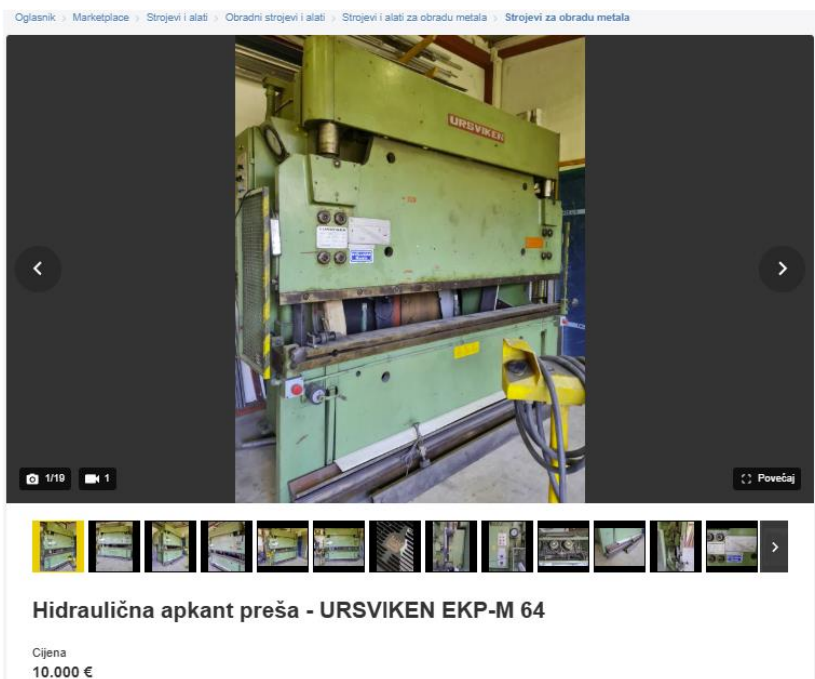 Oglasnik > Marketplace > Strojevi i alati > Obradni strojevi i alati > Strojevi i alati za obradu metala > Strojevi za obradu metala
URSVIKEN
1/19
1
Povećaj
Hidraulična apkant preša - URSVIKEN EKP-M 64
Cijena
10.000 €